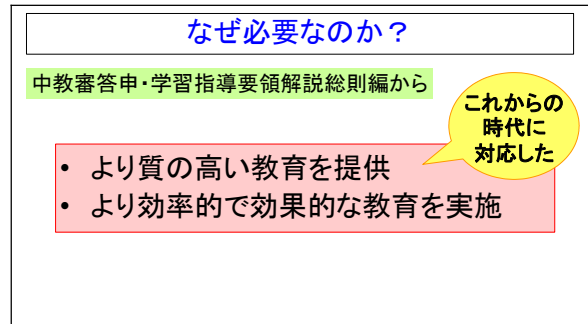 なぜ必要なのか?
中教審答申・学習指導要領解説総則編から
これからの
時代に
対応した
• より質の高い教育を提供
• より効率的で効果的な教育を実施